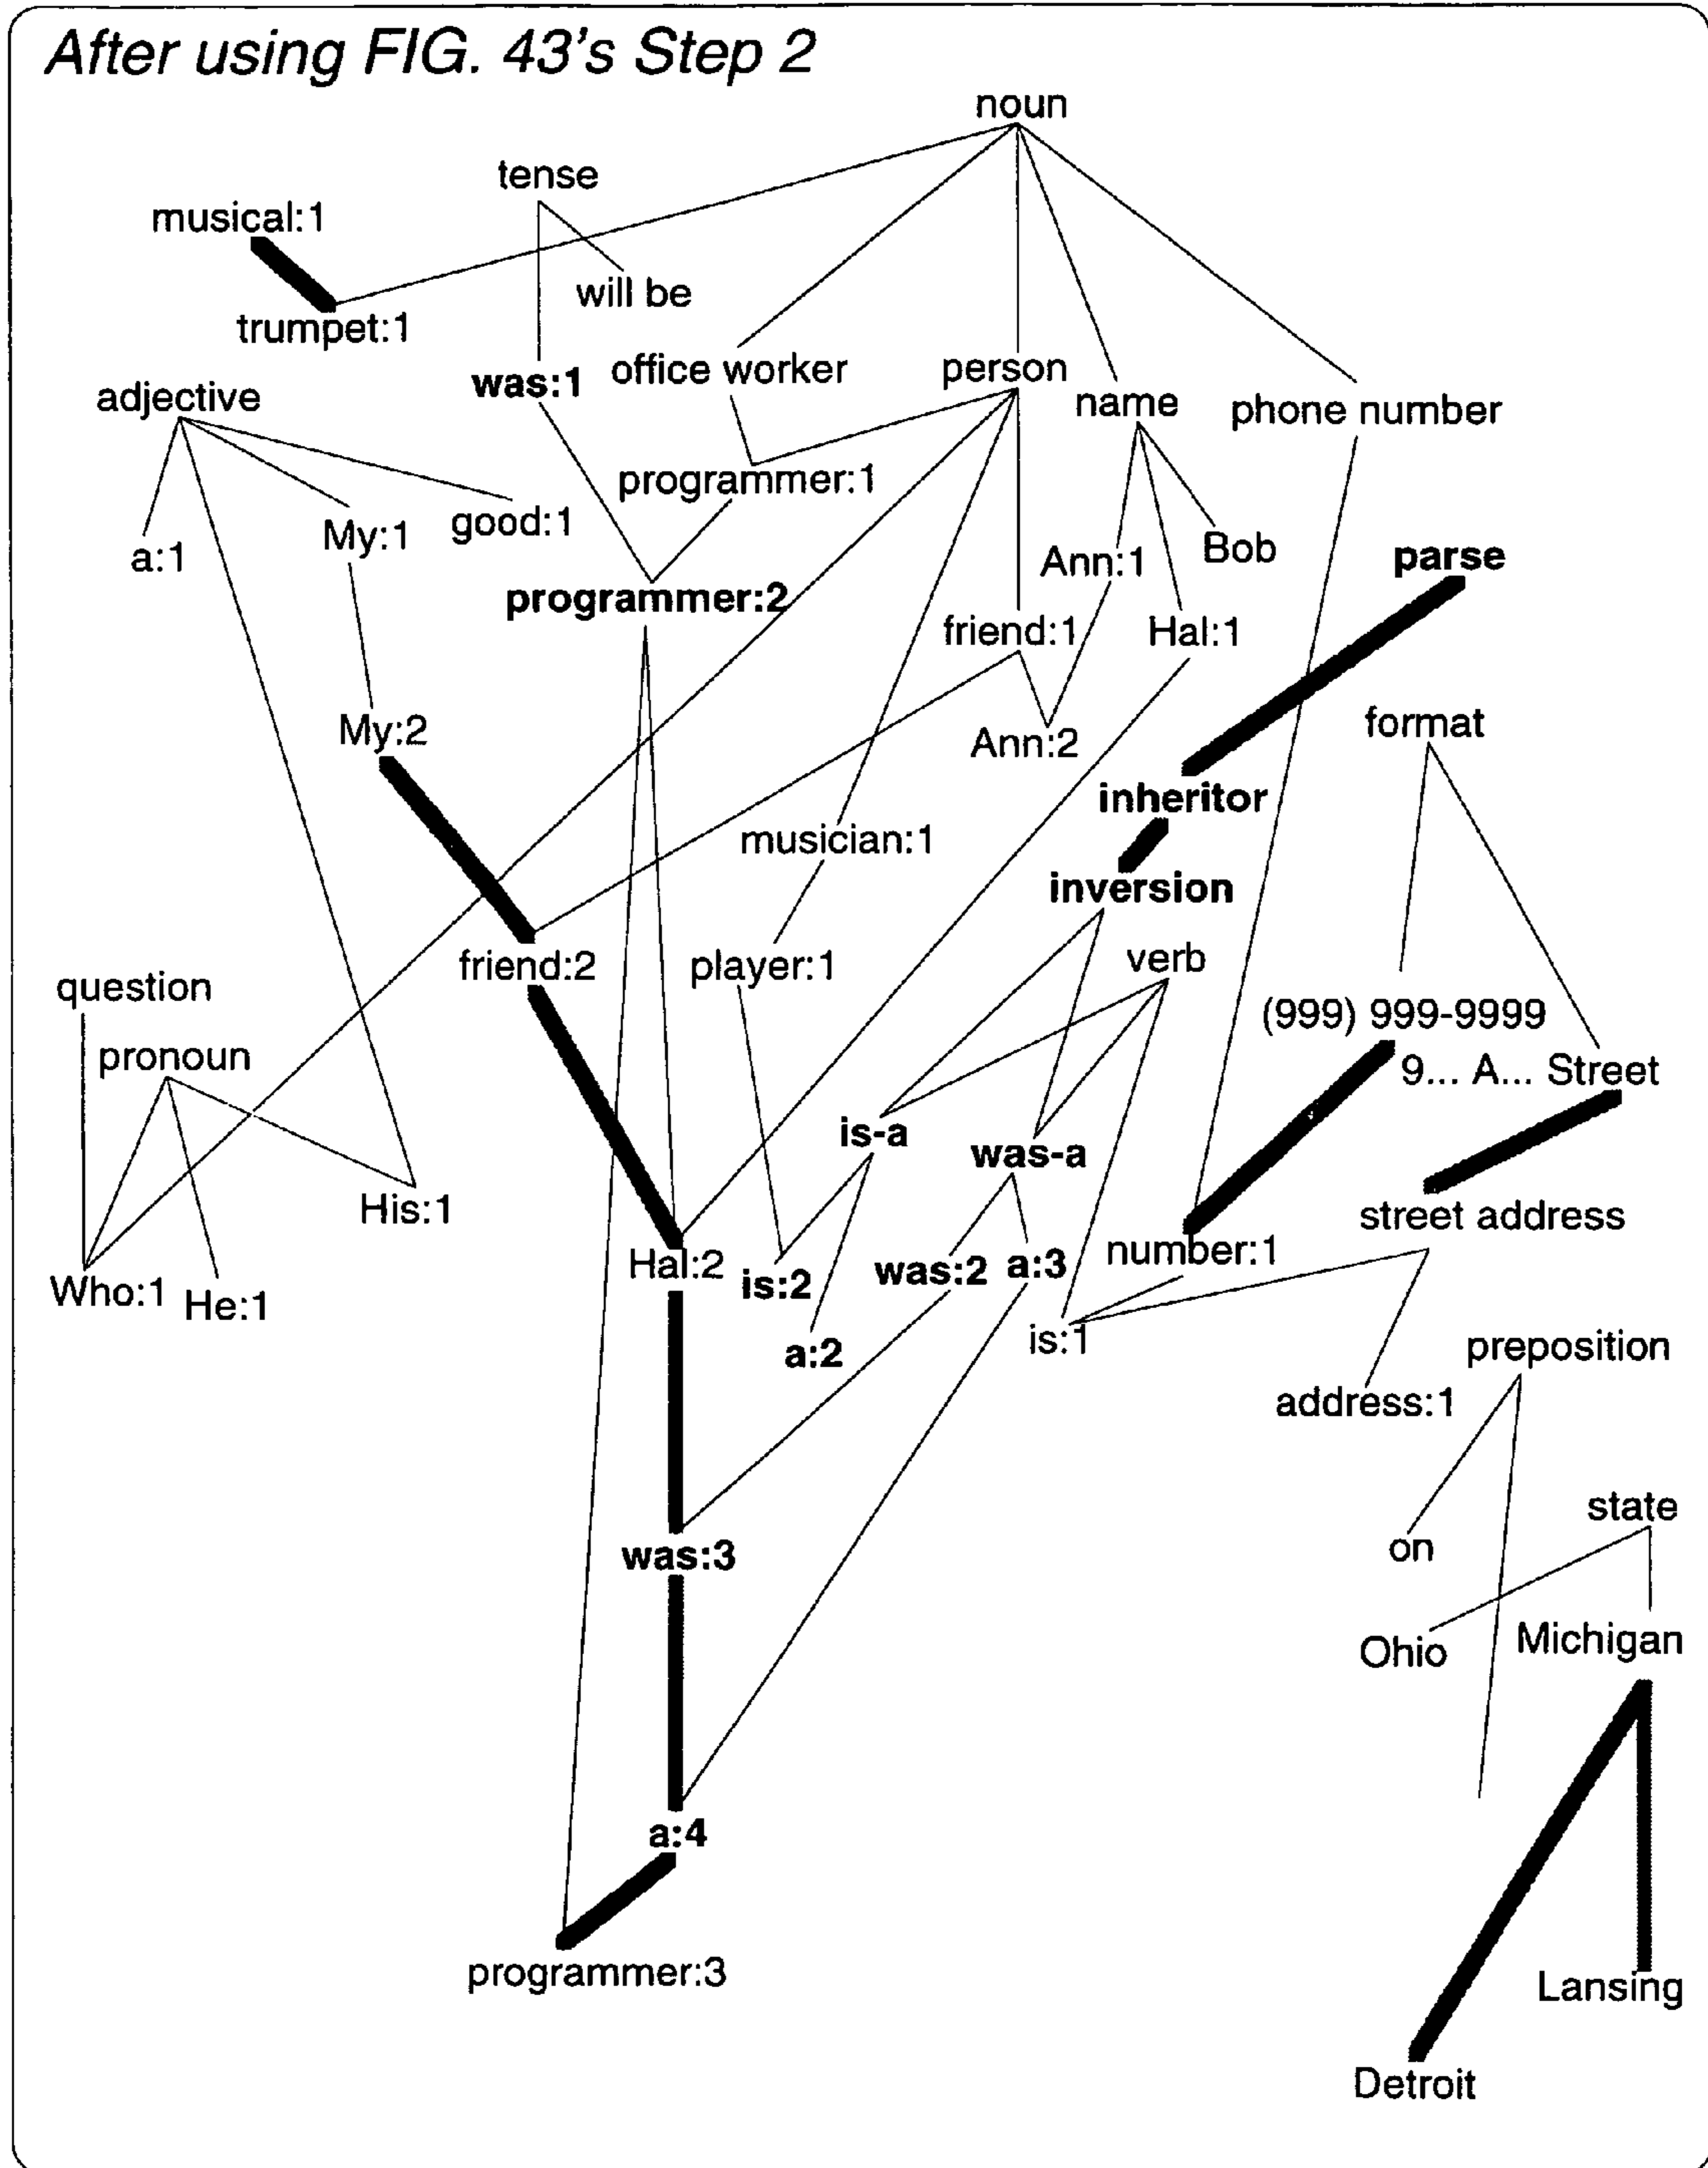 After using FIG. 43's Step 2
noun
tense
musical:1
will be
trumpet:1
was:1
office worker
person
adjective
name
phone number
programmer:1
good:1
My:1
a:1
Ann:1
Bob
parse
programmer:2
friend:1
Hal:1
My:2
format
Ann:2
inheritor
musician:1
inversion
verb
friend:2
player:1
question
(999) 999-9999
pronoun
9... A... Street
is-a
was-a
His:1
street address
number:1
Hal:2
is:2
was:2
a:3
Who:1
He:1
is:1
a:2
preposition
address:1
state
on
was:3
Michigan
Ohio
a:4
programmer:3
Lansing
Detroit